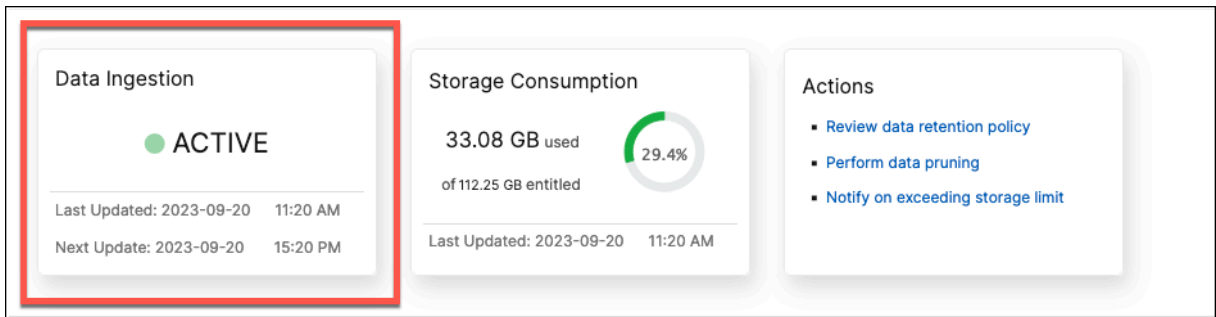 Data Ingestion
ACTIVE
Last Updated: 2023-09-20 11:20 AM
Next Update: 2023-09-20 15:20 PM
Storage Consumption
33.08 GB used
of 112.25 GB entitled
29.4%
Last Updated: 2023-09-20 11:20 AM
Actions
Review data retention policy
Perform data pruning
Notify on exceeding storage limit